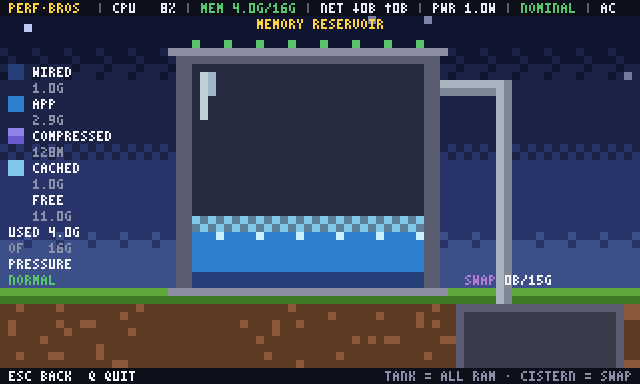 PERF·BROS | CPU 8% | MEM 4.0G/16G | NET ↓0B ↑0B | PWR 1.0W | NOMINAL | AC
MEMORY RESERVOIR
WIRED
1.0G
APP
2.9G
COMPRESSED
128M
CACHED
1.0G
FREE
11.0G
USED 4.0G
OF 16G
PRESSURE
NORMAL
SWAP 0B/15G
ESC BACK Q QUIT
TANK = ALL RAM · CISTERN = SWAP